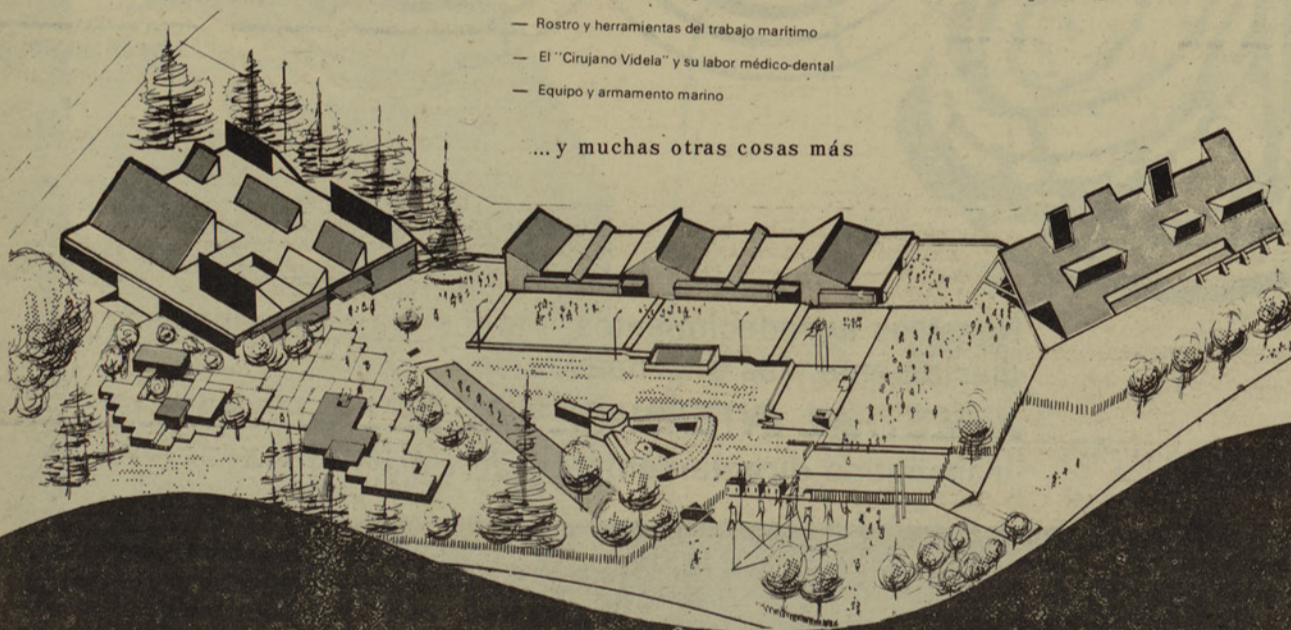 — Rostro y herramientas del trabajo marítimo
— El "Cirujano Videla" y su labor médico-dental
— Equipo y armamento marino
... y muchas otras cosas más